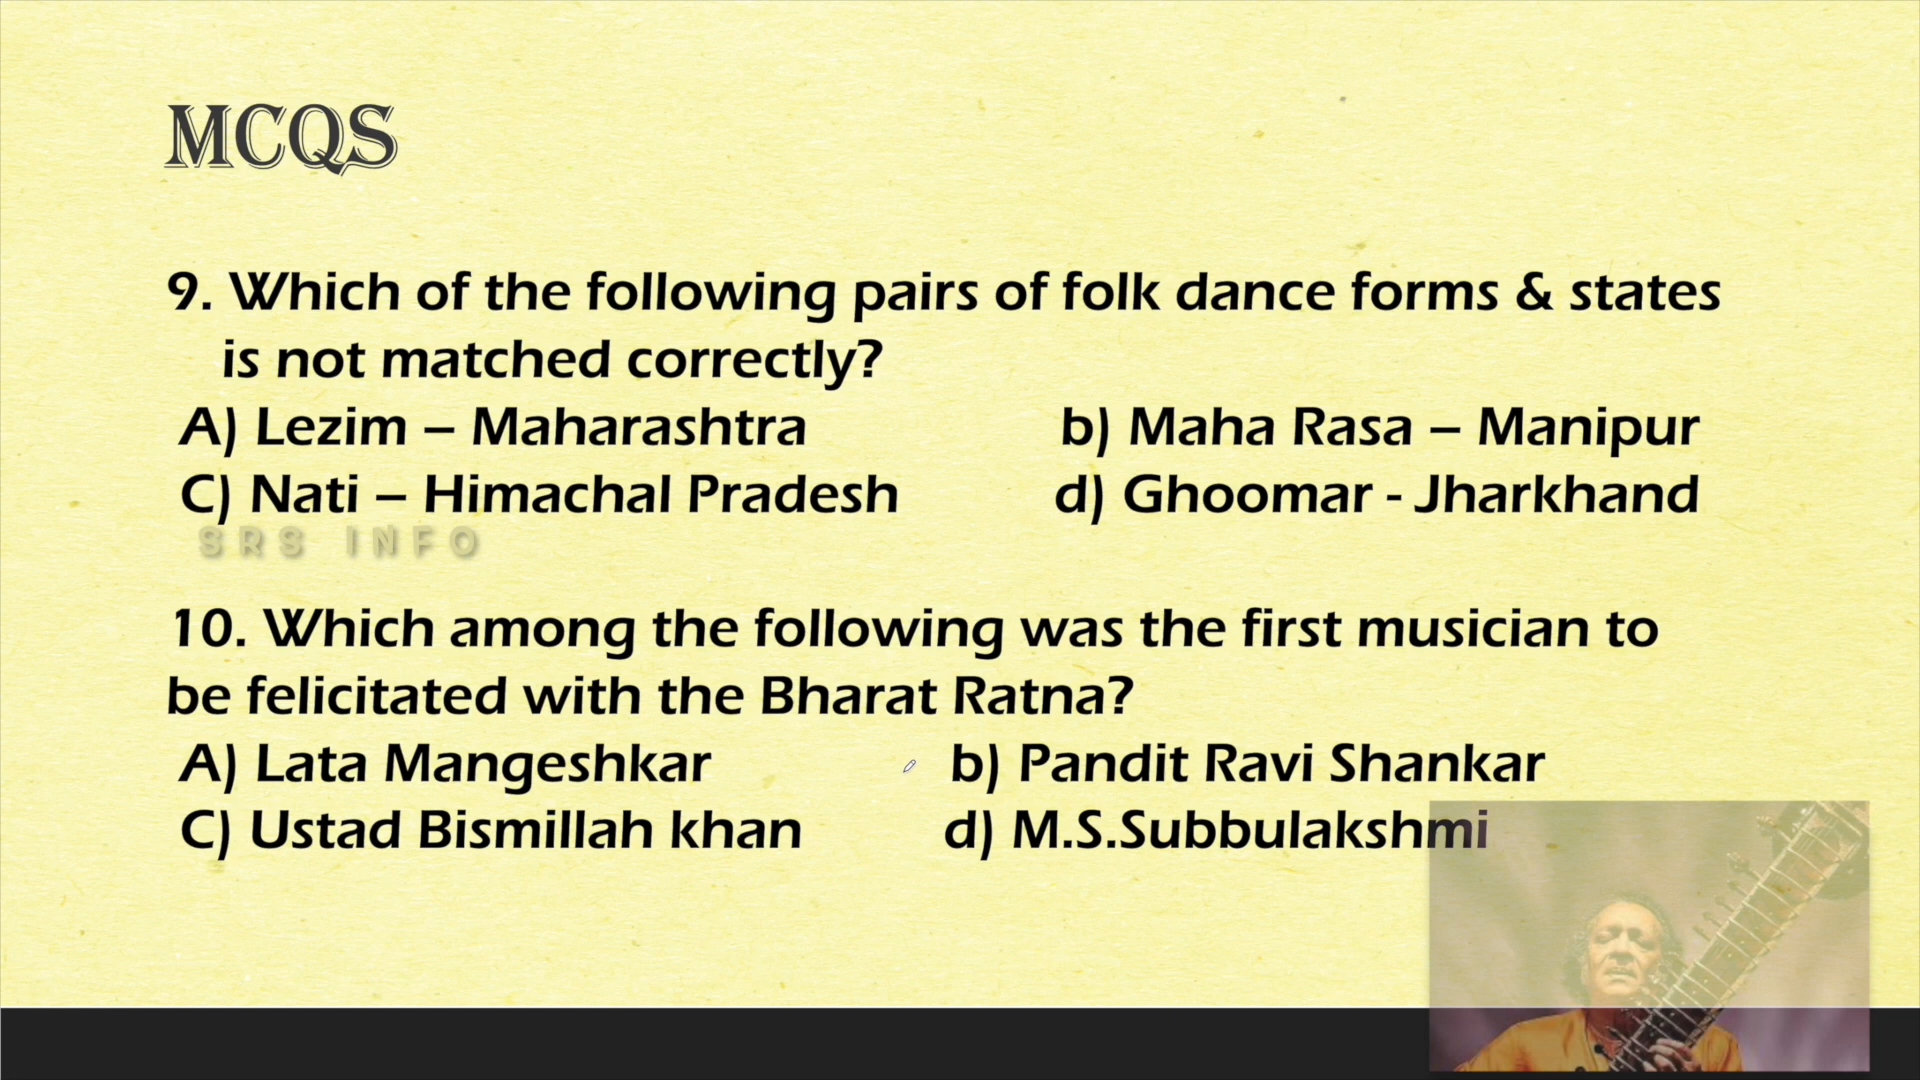 MCQS
9. Which of the following pairs of folk dance forms & states
is not matched correctly?
A) Lezim – Maharashtra b) Maha Rasa – Manipur
C) Nati – Himachal Pradesh d) Ghoomar - Jharkhand
SRS INFO
10. Which among the following was the first musician to
be felicitated with the Bharat Ratna?
A) Lata Mangeshkar b) Pandit Ravi Shankar
C) Ustad Bismillah khan d) M.S.Subbulakshmi